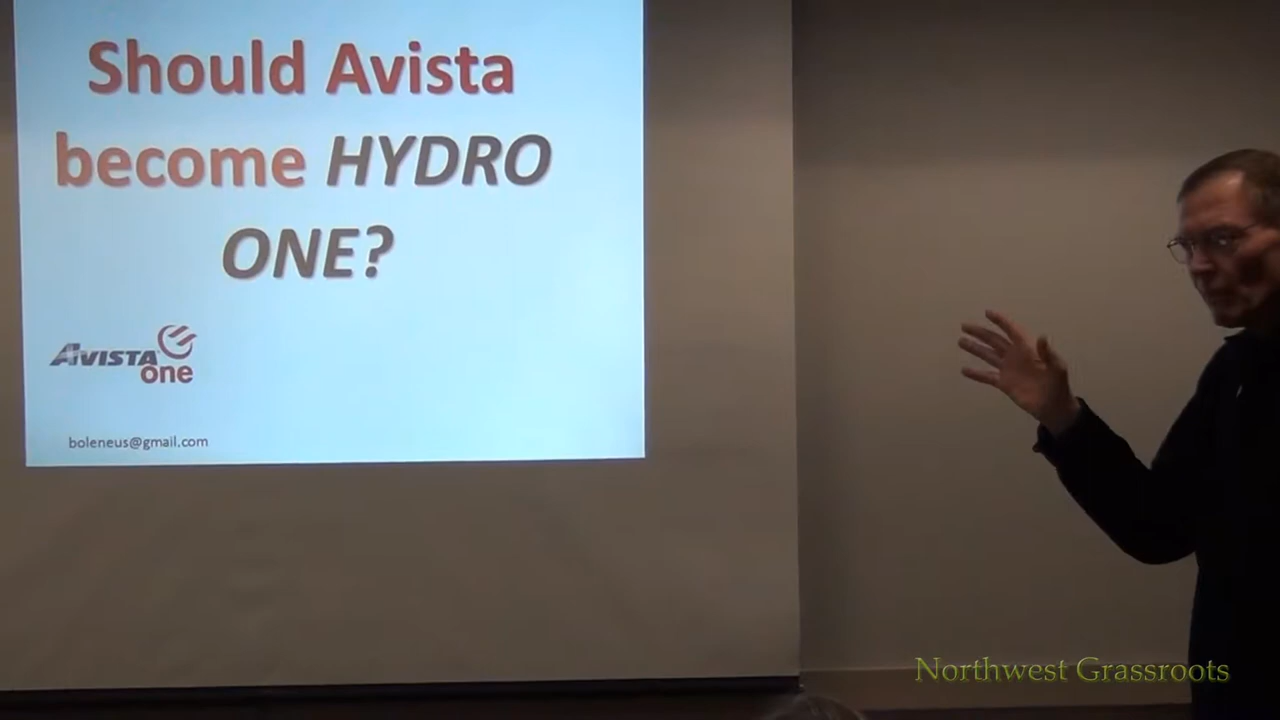 Should Avista
become HYDRO
ONE?
AVISTA
one
boleneus@gmail.com
Northwest Grassroots